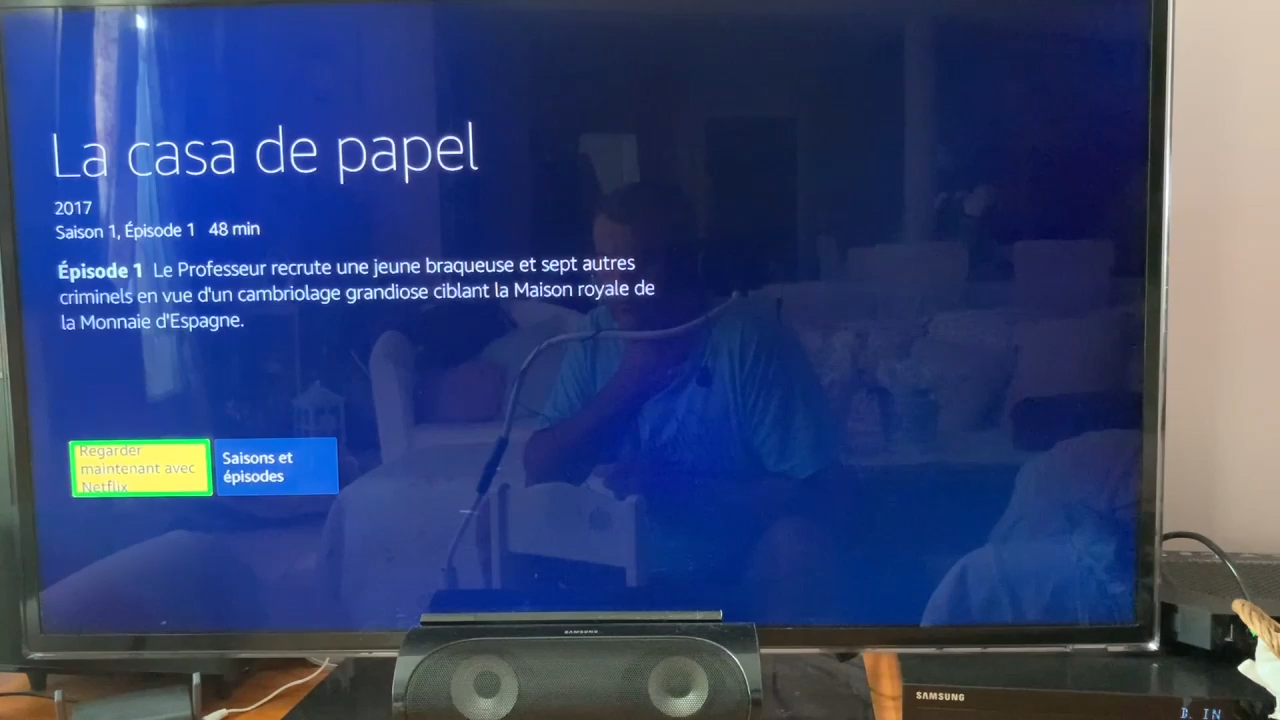 La casa de papel
2017
Saison 1, Épisode 1 48 min
Épisode 1 Le Professeur recrute une jeune braqueuse et sept autres
criminels en vue d'un cambriolage grandiose ciblant la Maison royale de
la Monnaie d'Espagne.
Regarder
maintenant avec
Netflix
Saisons et
épisodes
SAMSUNG
SAMSUNG
IN